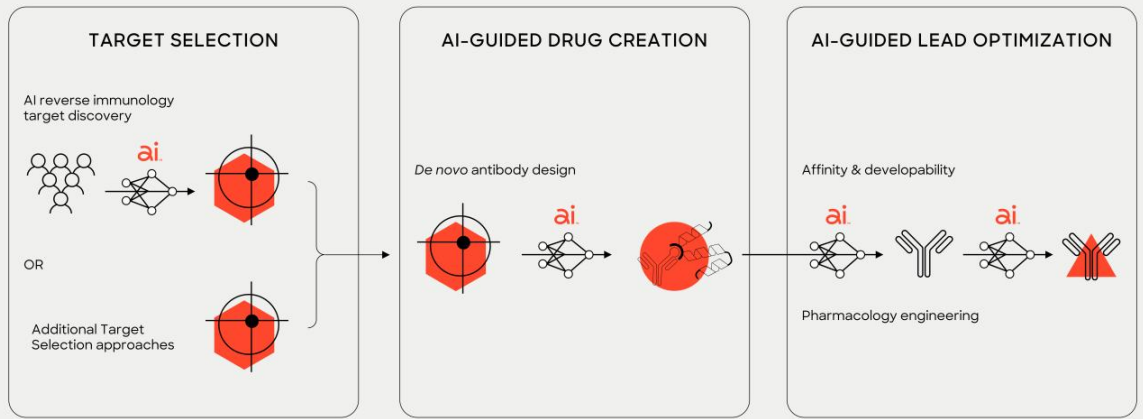 TARGET SELECTION
AI reverse immunology
target discovery
ai
OR
Additional Target
Selection approaches
AI-GUIDED DRUG CREATION
De novo antibody design
ai
AI-GUIDED LEAD OPTIMIZATION
Affinity & developability
ai
ai
Pharmacology engineering